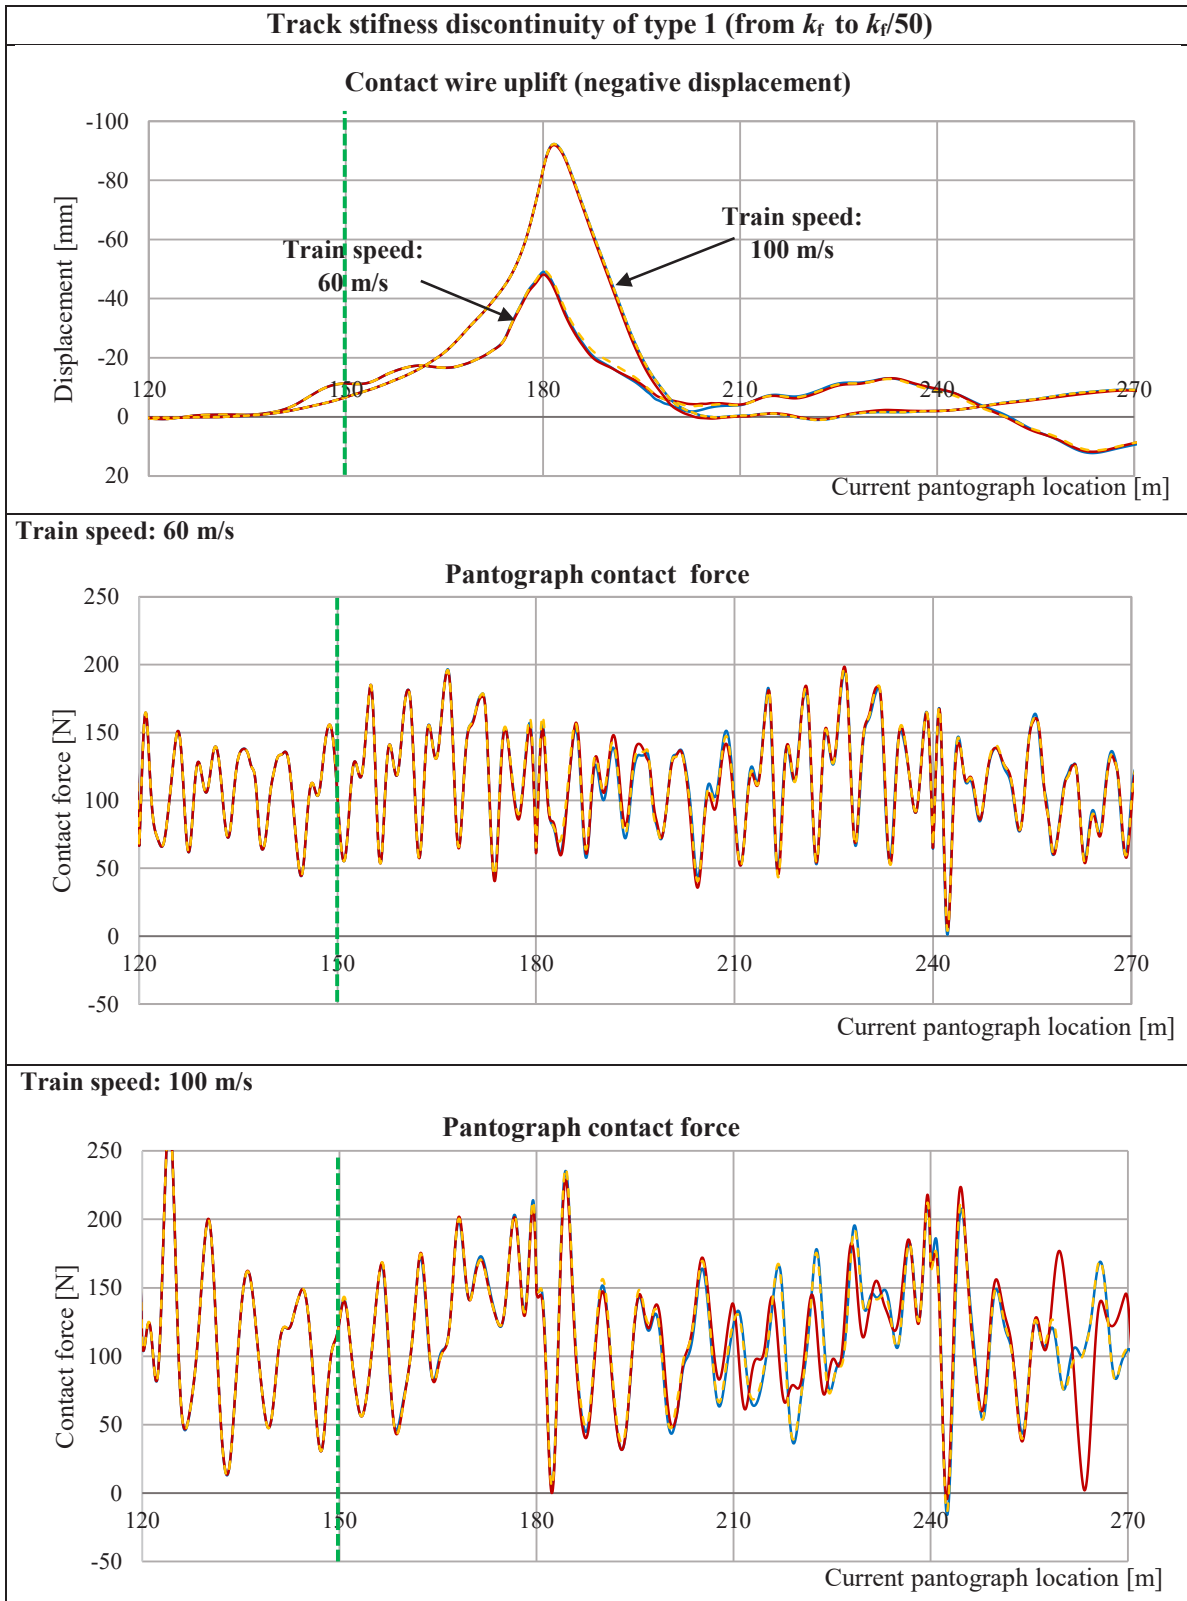 Track stifness discontinuity of type 1 (from kf to kf/50)
Contact wire uplift (negative displacement)
-100
-80
-60
-40
-20
0
20
Displacement [mm]
Train speed:
60 m/s
Train speed:
100 m/s
120 150 180 210 240 270
Current pantograph location [m]
Train speed: 60 m/s
Pantograph contact force
250
200
150
100
50
0
-50
Contact force [N]
120 150 180 210 240 270
Current pantograph location [m]
Train speed: 100 m/s
Pantograph contact force
250
200
150
100
50
0
-50
Contact force [N]
120 150 180 210 240 270
Current pantograph location [m]